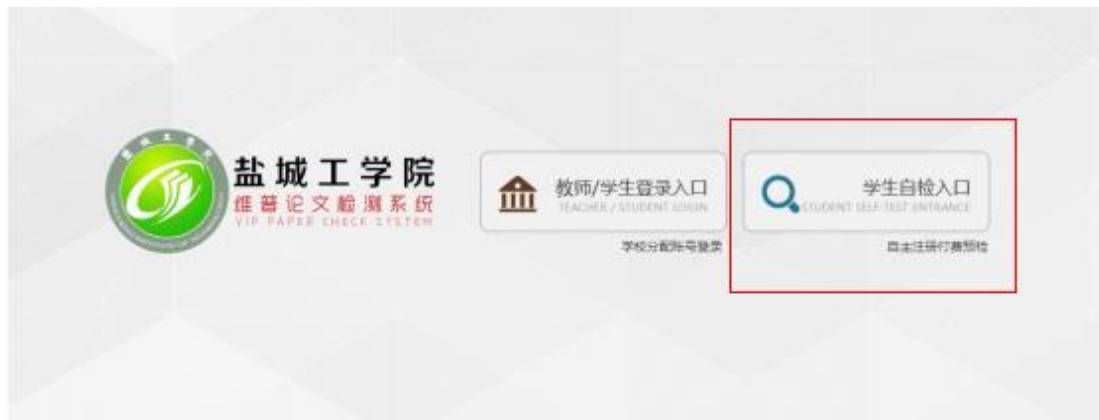 盐城工学院
维普论文检测系统
VIP PAPER CHECK SYSTEM
教师/学生登录入口
TEACHER / STUDENT LOGIN
学校分配账号登录
学生自检入口
STUDENT SELF-TEST ENTRANCE
自主注册付费预检